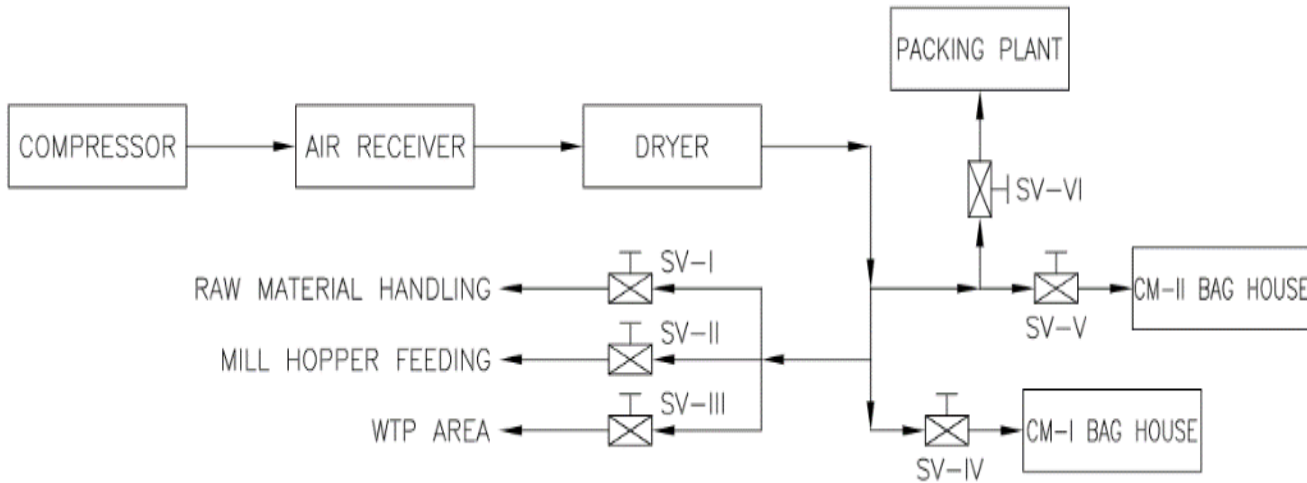 PACKING PLANT
COMPRESSOR
AIR RECEIVER
DRYER
SV-VI
SV-I
RAW MATERIAL HANDLING
CM-II BAG HOUSE
SV-V
SV-II
MILL HOPPER FEEDING
SV-III
WTP AREA
CM-I BAG HOUSE
SV-IV